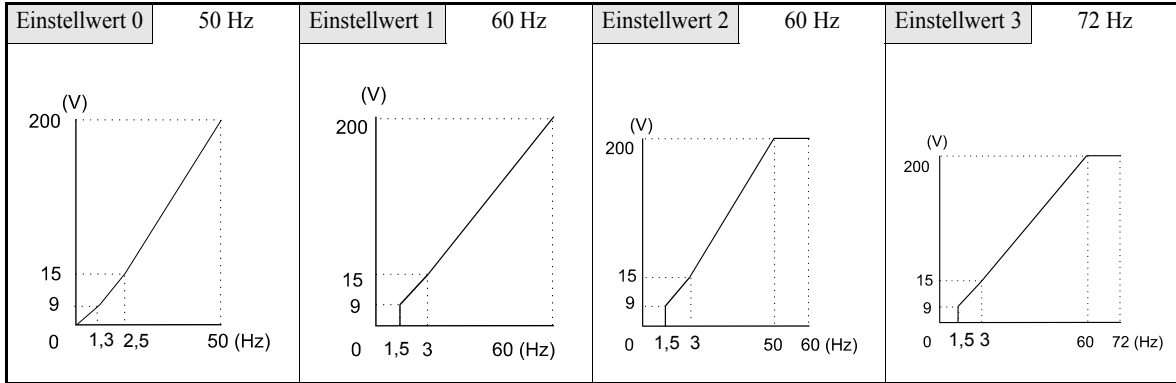 Einstellwert 0 50 Hz
(V)
200
15
9
0 1,3 2,5 50 (Hz)
Einstellwert 1 60 Hz
(V)
200
15
9
0 1,5 3 60 (Hz)
Einstellwert 2 60 Hz
(V)
200
15
9
0 1,5 3 50 60 (Hz)
Einstellwert 3 72 Hz
(V)
200
15
9
0 1,5 3 60 72 (Hz)